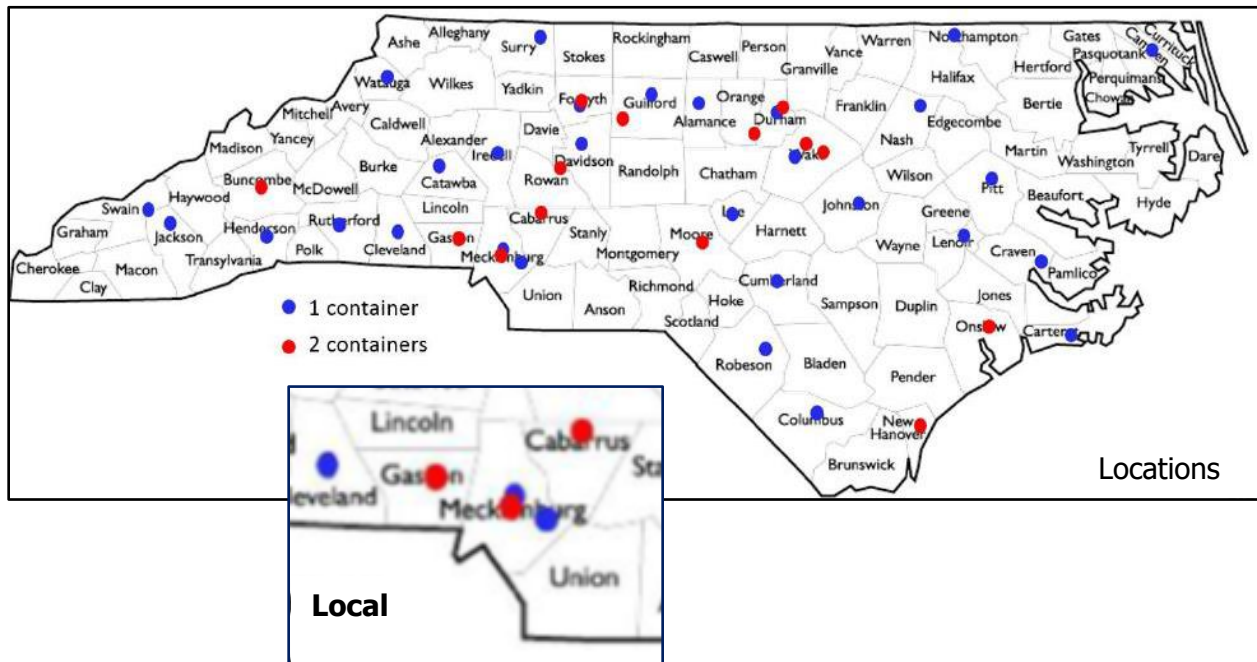 Ashe Alleghany Surry Stokes Rockingham Caswell Person Vance Warren Northampton Gates Currituck
Camden
Pasquotank
Granville
Hertford Perquimans
Watauga Wilkes Yadkin Forsyth Guilford Orange Durham Franklin Halifax Bertie Chowan
Alamance
Mitchell Avery
Caldwell Alexander Davie
Yancey Iredell Davidson Nash Edgecombe
Madison Martin Washington Tyrrell Dare
Burke Randolph Chatham Wake
Buncombe McDowell Catawba Rowan Wilson
Haywood Pitt Beaufort
Swain Lincoln Cabarrus Lee Johnston Greene Hyde
Graham Jackson Henderson Rutherford Cleveland Gaston Stanly Moore Harnett
Cherokee Macon Transylvania Polk Mecklenburg Montgomery Wayne Lenoir Craven
Clay Pamlico
Union Anson Richmond Hoke Cumberland Sampson Duplin Jones
Scotland
1 container
2 containers
Onslow Carteret
Robeson Bladen
Pender
Columbus New
Hanover
Brunswick
Locations
Lincoln
Cabarrus
Gaston
Sta
leveland
Mecklenburg
Union
Local